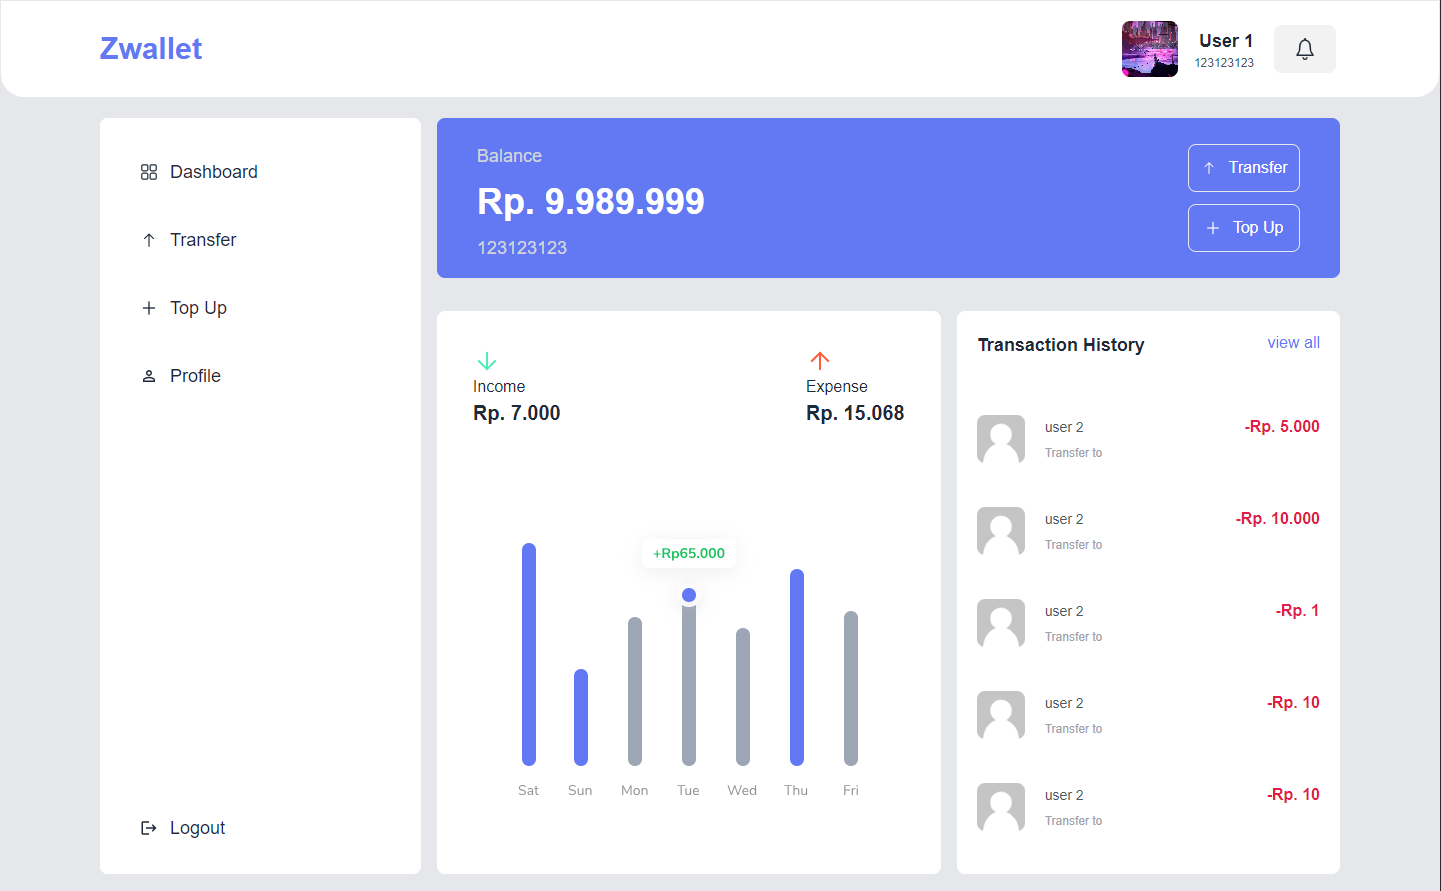 Zwallet
User 1
123123123
Dashboard
Transfer
Top Up
Profile
Logout
Balance
Rp. 9.989.999
123123123
Transfer
Top Up
Income
Rp. 7.000
Expense
Rp. 15.068
+Rp65.000
Sat Sun Mon Tue Wed Thu Fri
Transaction History
view all
user 2
Transfer to
-Rp. 5.000
user 2
Transfer to
-Rp. 10.000
user 2
Transfer to
-Rp. 1
user 2
Transfer to
-Rp. 10
user 2
Transfer to
-Rp. 10